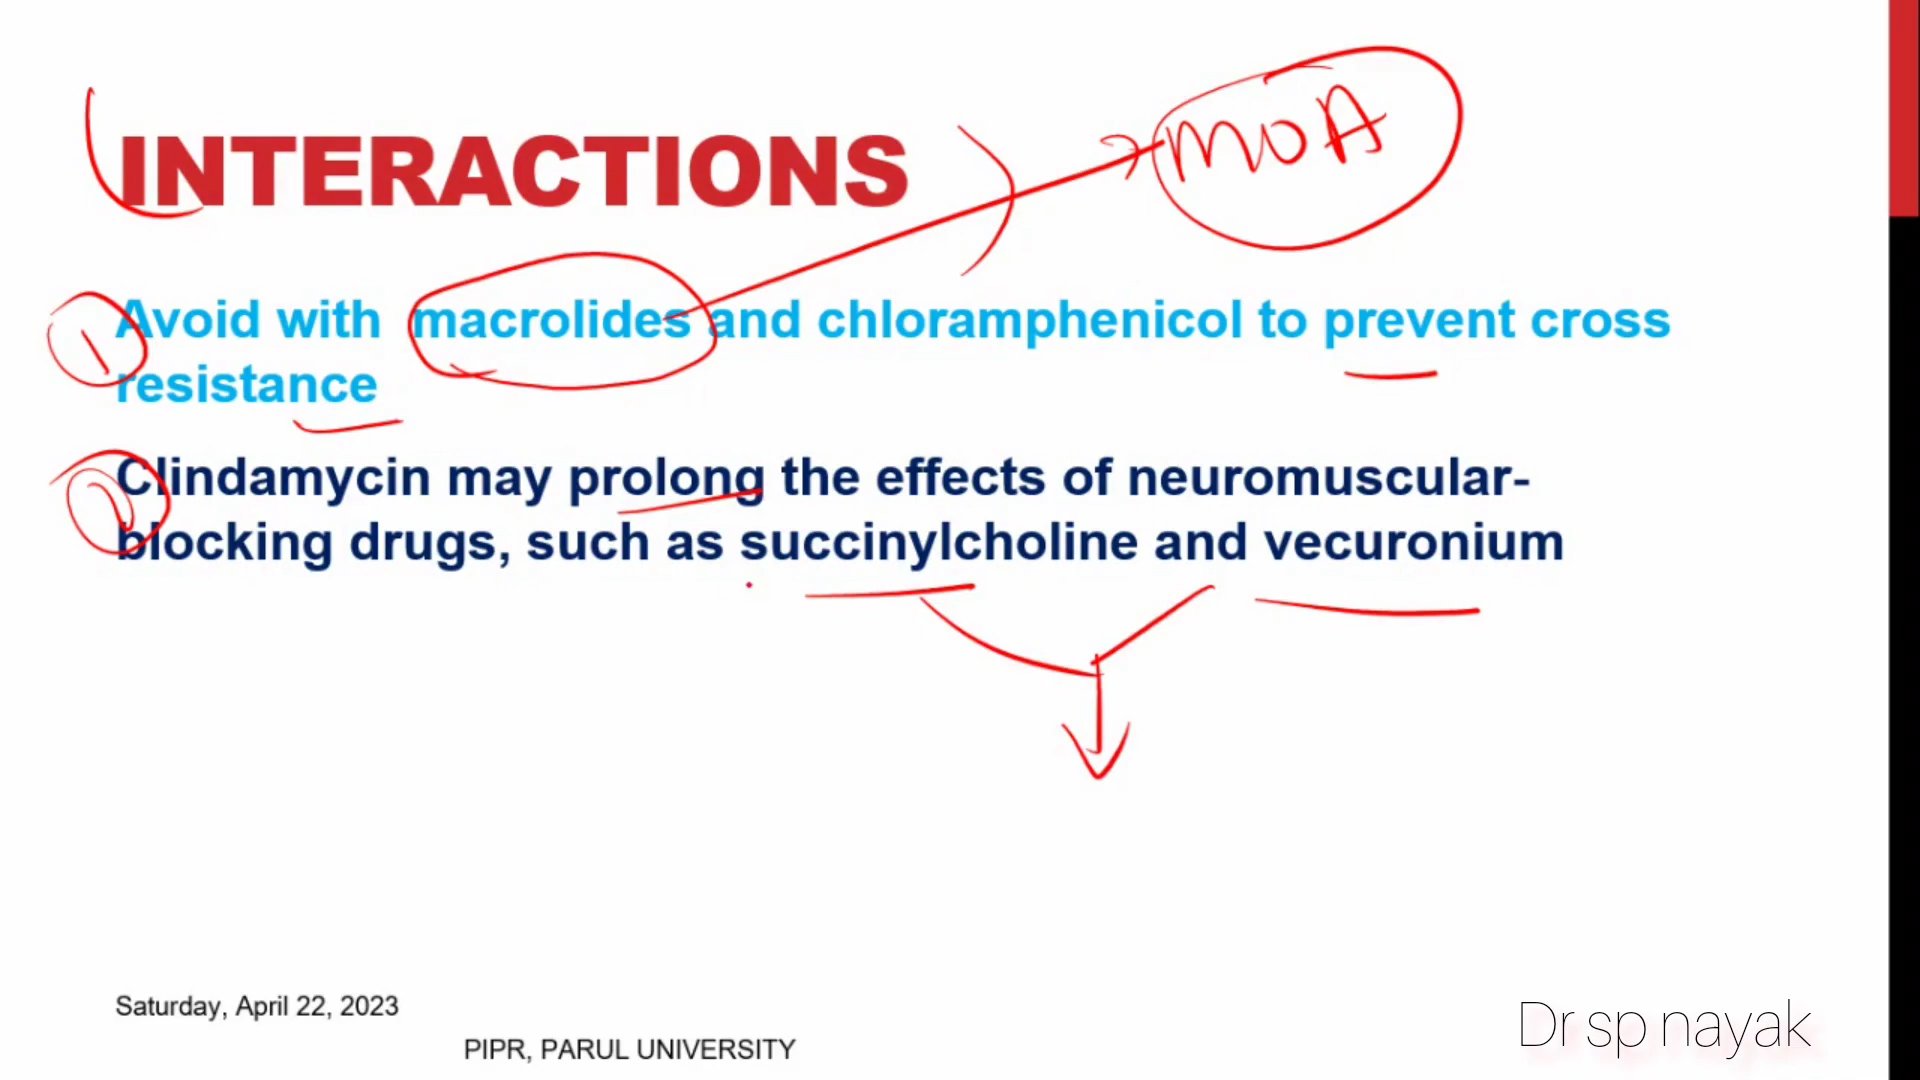 INTERACTIONS
MOA
1
Avoid with macrolides and chloramphenicol to prevent cross
resistance
2
Clindamycin may prolong the effects of neuromuscular-
blocking drugs, such as succinylcholine and vecuronium
Saturday, April 22, 2023
PIPR, PARUL UNIVERSITY
Dr sp nayak